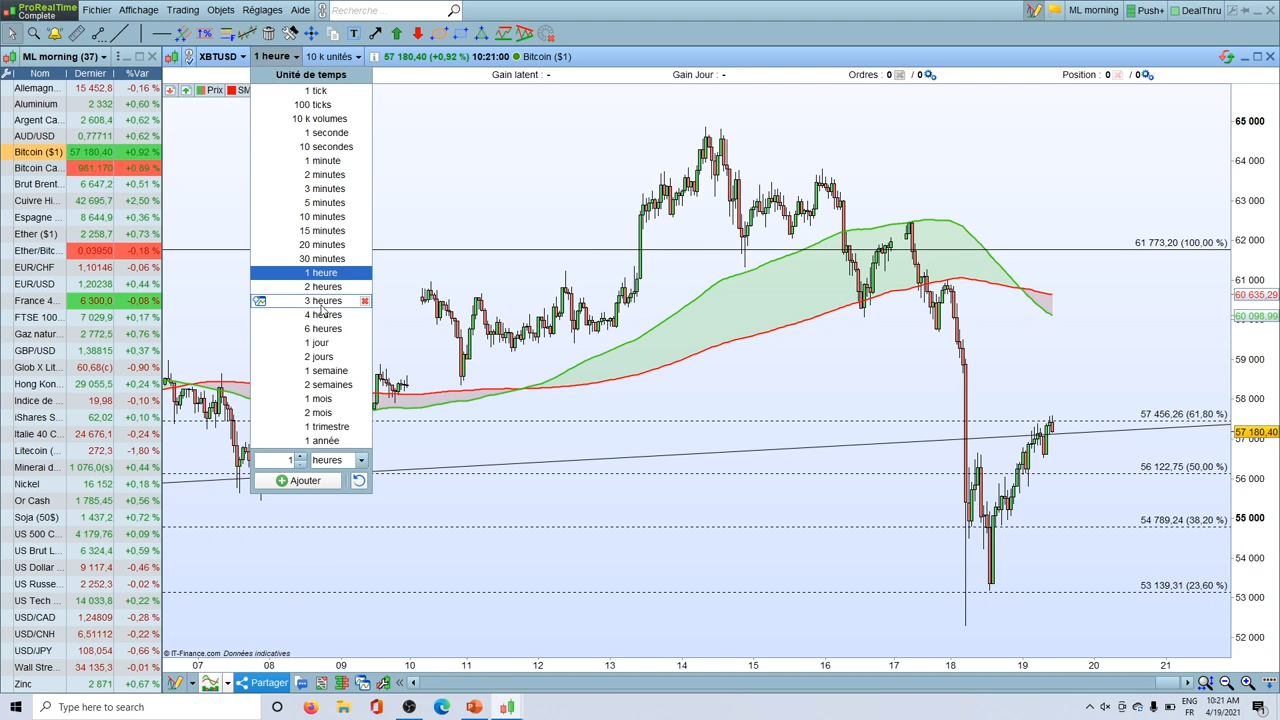 ProRealTime
Complete
Fichier Affichage Trading Objets Réglages Aide
Recherche ...
ML morning Push+ DealThru
ML morning (37)
XBTUSD 1 heure 10 k unités 57 180,40 (+0,92 %) 10:21:00 Bitcoin ($1)
Nom Dernier %Var
Gain latent : - Gain Jour : - Ordres : 0 / 0 Position : 0 / 0
Allemagn... 15 452,8 -0,16 %
Aluminium 2 332 +0,60 %
Argent Ca... 2 608,4 +0,62 %
AUD/USD 0,77711 +0,62 %
Bitcoin ($1) 57 180,40 +0,92 %
Bitcoin Ca... 981,170 +0,89 %
Brut Brent... 6 647,2 +0,51 %
Cuivre Hi... 42 695,7 +2,50 %
Espagne ... 8 644,9 +0,36 %
Ether ($1) 2 258,7 +0,73 %
Ether/Bitc... 0,03950 -0,18 %
EUR/CHF 1,10146 -0,06 %
EUR/USD 1,20238 -0,12 %
France 4... 6 300,0 -0,08 %
FTSE 100... 7 029,9 +0,17 %
Gaz natur... 2 772,5 +0,76 %
GBP/USD 1,38815 +0,37 %
Glob X Lit... 60,68(c) -0,90 %
Hong Kon... 29 055,5 +0,24 %
Indice de ... 19,98 -0,10 %
iShares S... +0,10 %
Italie 40 C... 24 676,1 -0,24 %
Litecoin (... 272,3 -1,80 %
Minerai d... 1 076,0(s) +0,44 %
Nickel 16 152 +0,18 %
Or Cash 1 785,45 +0,56 %
Soja (50$) 1 437,2 +0,72 %
US 500 C... 4 179,76 +0,09 %
US Brut L... 6 324,4 +0,59 %
US Dollar ... 9 117,4 -0,46 %
US Russe... 2 252,3 -0,02 %
US Tech ... 14 033,8 +0,22 %
USD/CAD 1,24809 -0,28 %
USD/CNH 6,51112 -0,34 %
USD/JPY 108,054 -0,66 %
Wall Stre... 34 135,3 -0,01 %
Zinc 2 871 +0,67 %
Prix SM
Unité de temps
1 tick
100 ticks
10 k volumes
1 seconde
10 secondes
1 minute
2 minutes
3 minutes
5 minutes
10 minutes
15 minutes
20 minutes
30 minutes
1 heure
2 heures
3 heures
4 heures
6 heures
1 jour
2 jours
1 semaine
2 semaines
1 mois
2 mois
1 trimestre
1 année
1 heures
Ajouter
65 000
64 000
63 000
62 000
61 773,20 (100,00 %)
61 000
60 635,29
60 098,99
59 000
58 000
57 456,26 (61,80 %)
57 180,40
56 122,75 (50,00 %)
56 000
55 000
54 789,24 (38,20 %)
54 000
53 139,31 (23,60 %)
53 000
52 000
© IT-Finance.com Données indicatives
07 08 09 10 11 12 13 14 15 16 17 18 19 20 21
Partager
Type here to search
ENG
FR
10:21 AM
4/19/2021